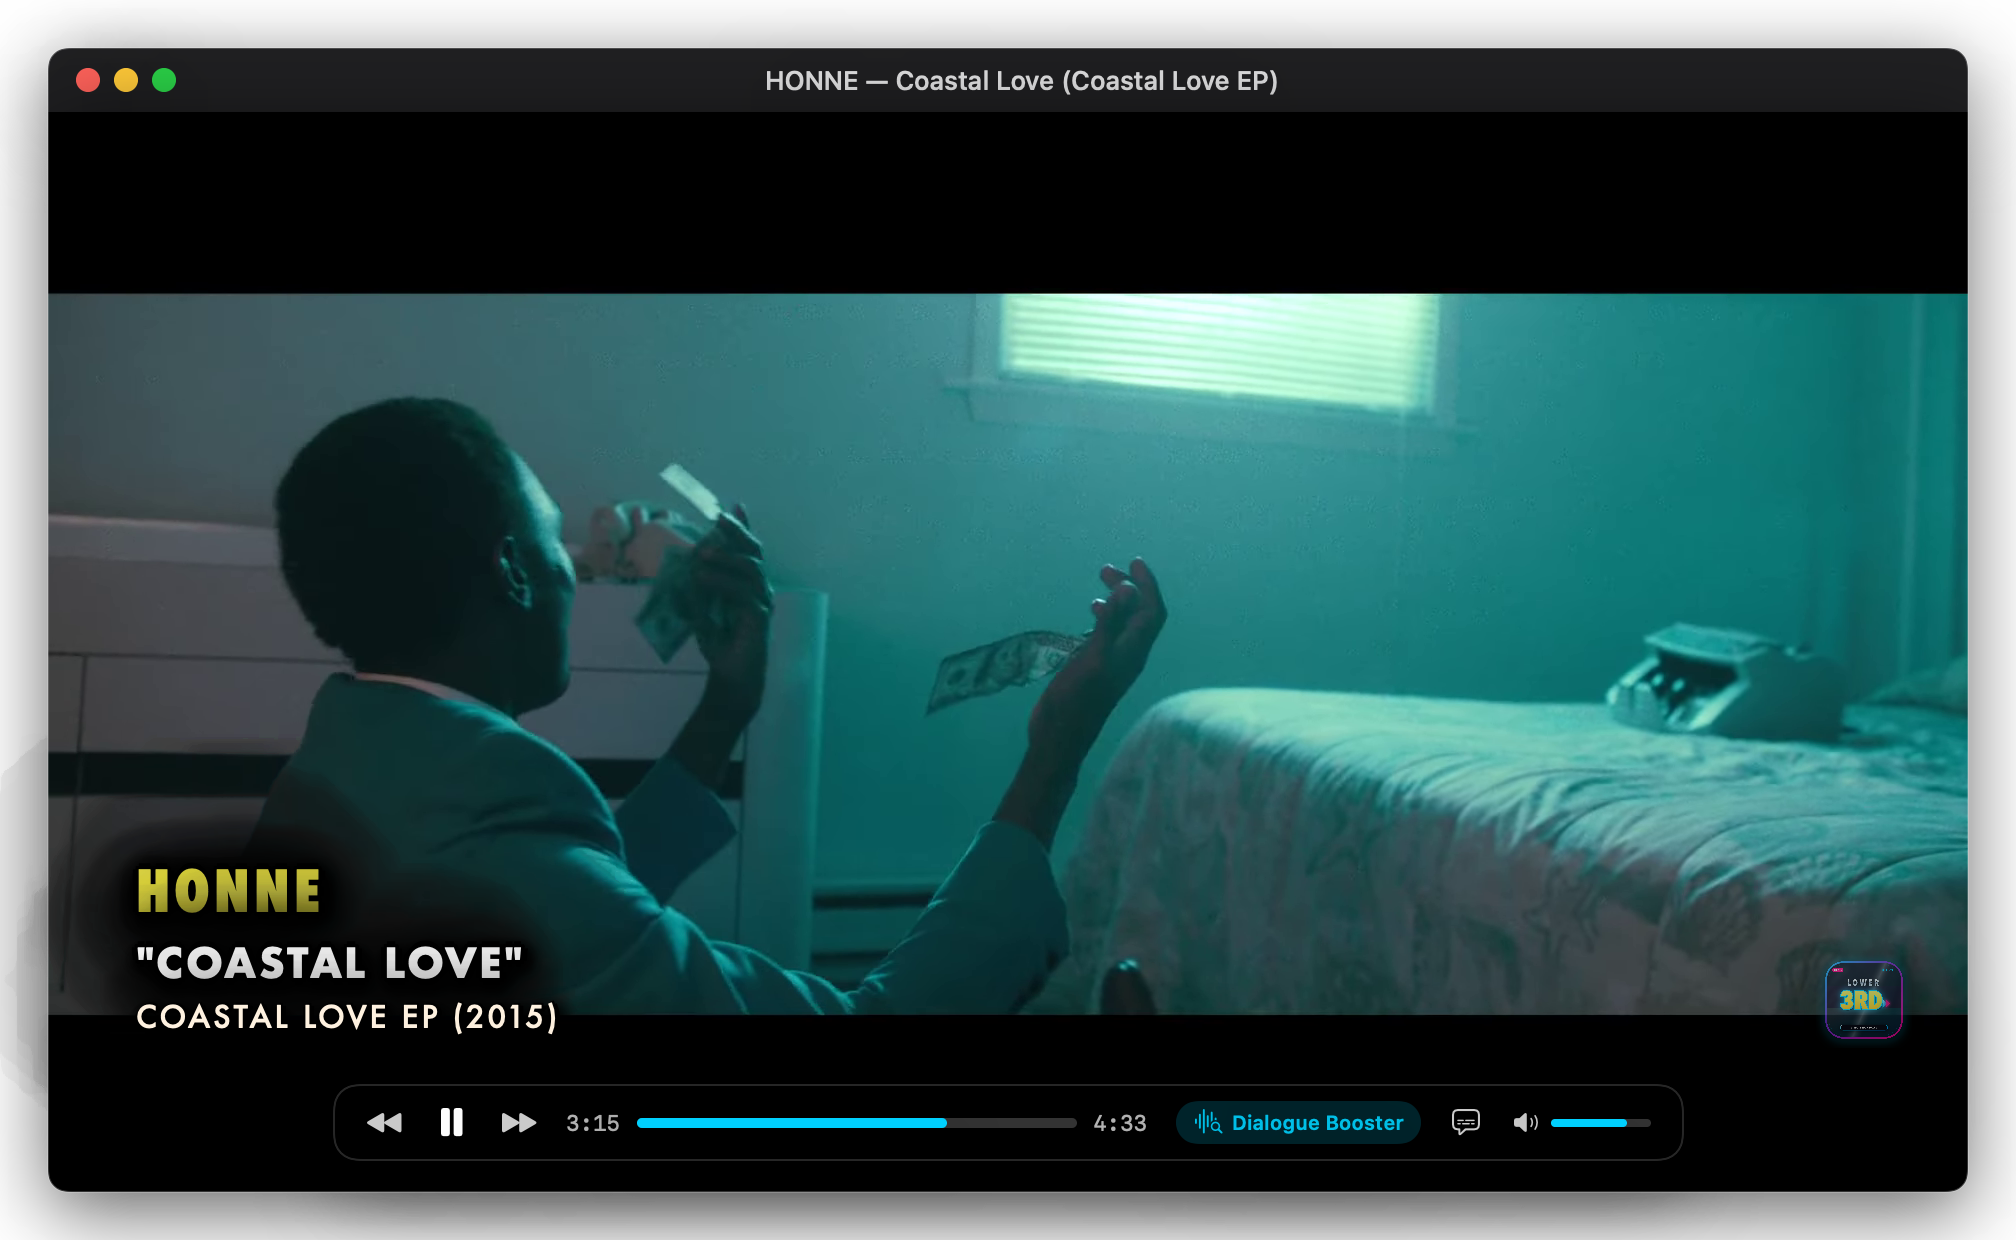 HONNE — Coastal Love (Coastal Love EP)
HONNE
"COASTAL LOVE"
COASTAL LOVE EP (2015)
LOWER
3RD
3:15
4:33
Dialogue Booster